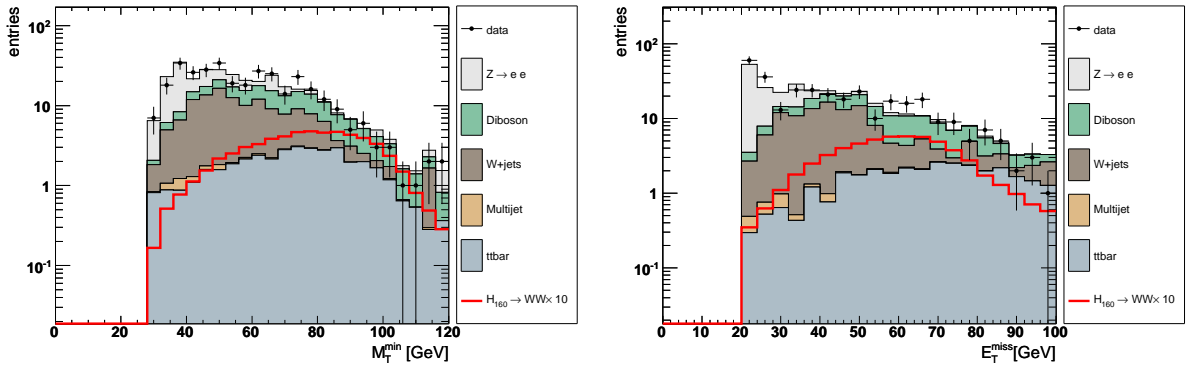 entries
10²
10
1
10⁻¹
0 20 40 60 80 100 120
M_T^min [GeV]
data
Z → e e
Diboson
W+jets
Multijet
ttbar
H₁₆₀ → WW× 10
entries
10²
10
1
10⁻¹
0 10 20 30 40 50 60 70 80 90 100
E_T^miss[GeV]
data
Z → e e
Diboson
W+jets
Multijet
ttbar
H₁₆₀ → WW× 10